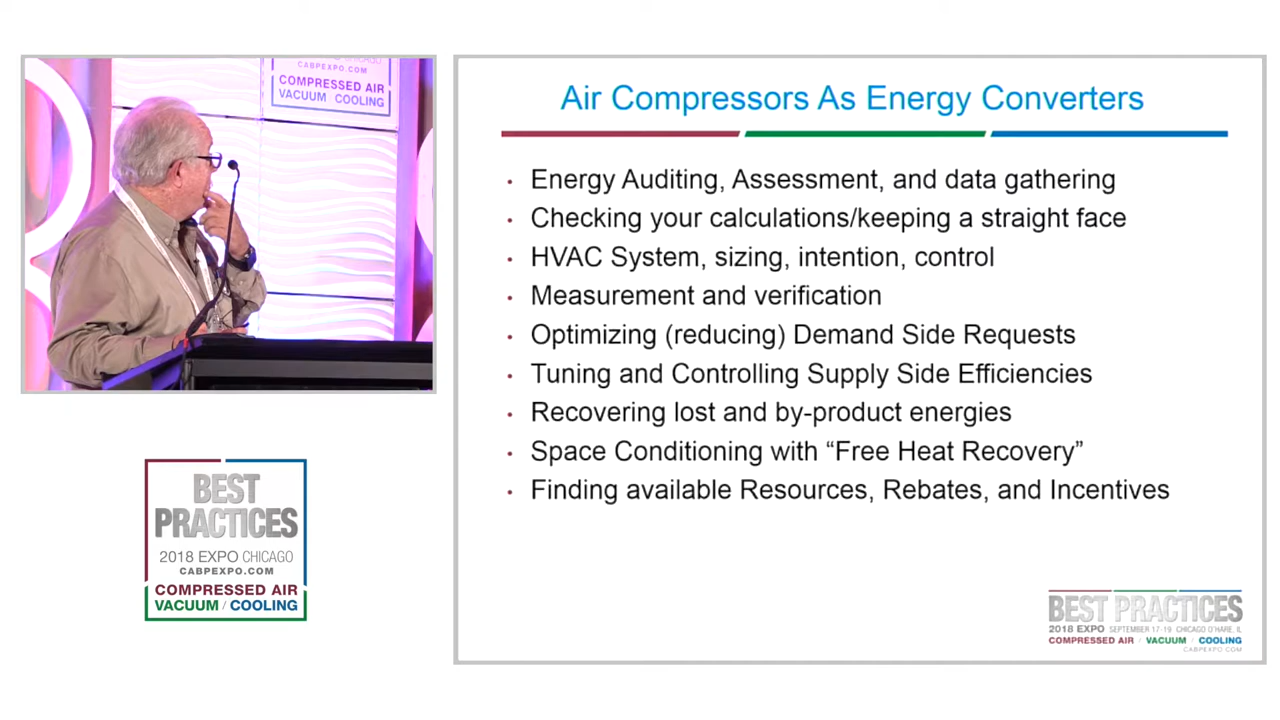 CABPEXPO.COM
COMPRESSED AIR
VACUUM COOLING
Air Compressors As Energy Converters
• Energy Auditing, Assessment, and data gathering
• Checking your calculations/keeping a straight face
• HVAC System, sizing, intention, control
• Measurement and verification
• Optimizing (reducing) Demand Side Requests
• Tuning and Controlling Supply Side Efficiencies
• Recovering lost and by-product energies
• Space Conditioning with “Free Heat Recovery”
• Finding available Resources, Rebates, and Incentives
BEST
PRACTICES
2018 EXPO CHICAGO
CABPEXPO.COM
COMPRESSED AIR
VACUUM / COOLING
BEST PRACTICES
2018 EXPO SEPTEMBER 17-19 CHICAGO O'HARE, IL
COMPRESSED AIR / VACUUM / COOLING
CABPEXPO.COM